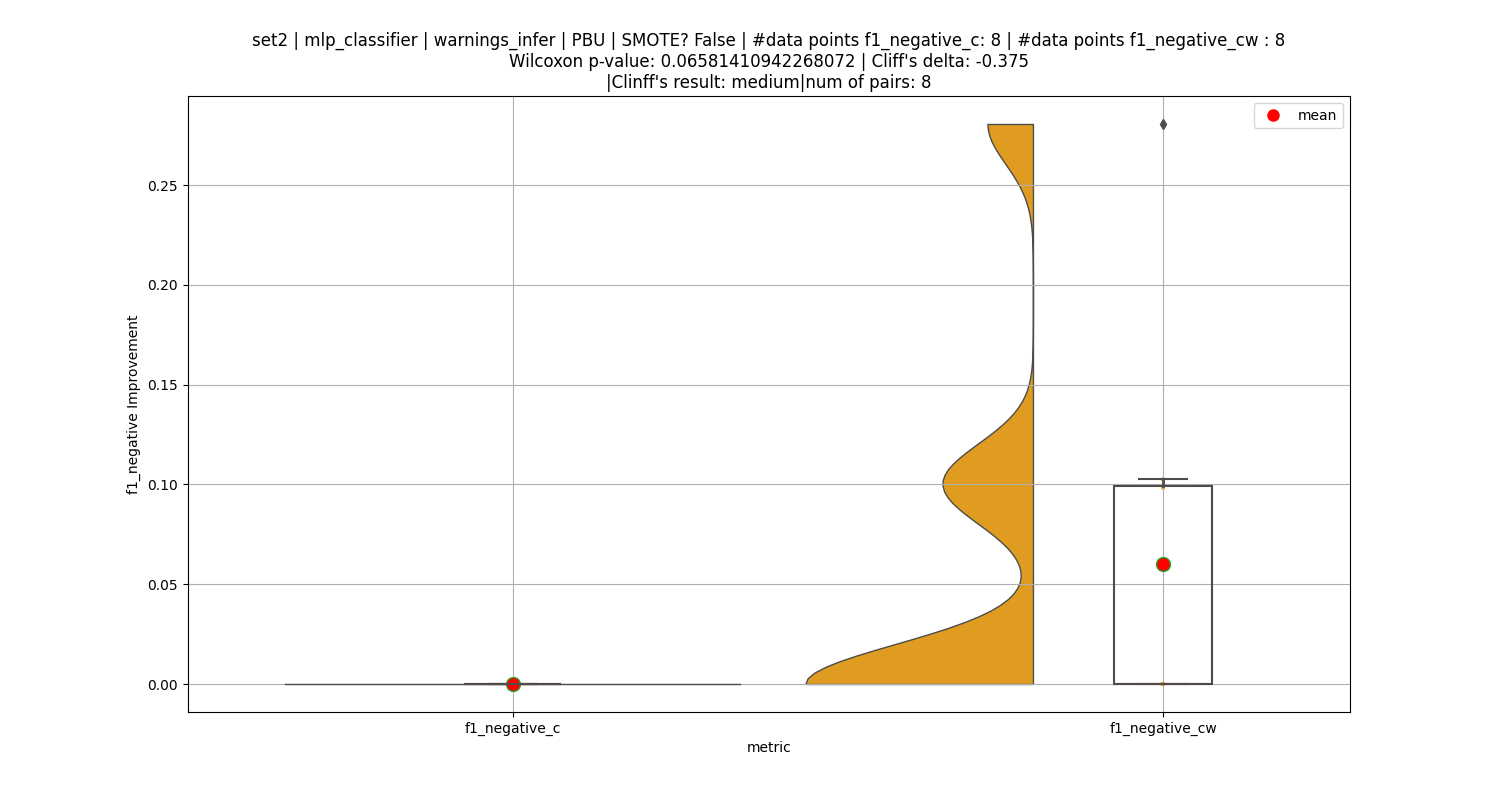 set2 | mlp_classifier | warnings_infer | PBU | SMOTE? False | #data points f1_negative_c: 8 | #data points f1_negative_cw : 8
Wilcoxon p-value: 0.06581410942268072 | Cliff's delta: -0.375
|Clinff's result: medium|num of pairs: 8
mean
0.25
0.20
0.15
0.10
0.05
0.00
f1_negative Improvement
f1_negative_c
f1_negative_cw
metric